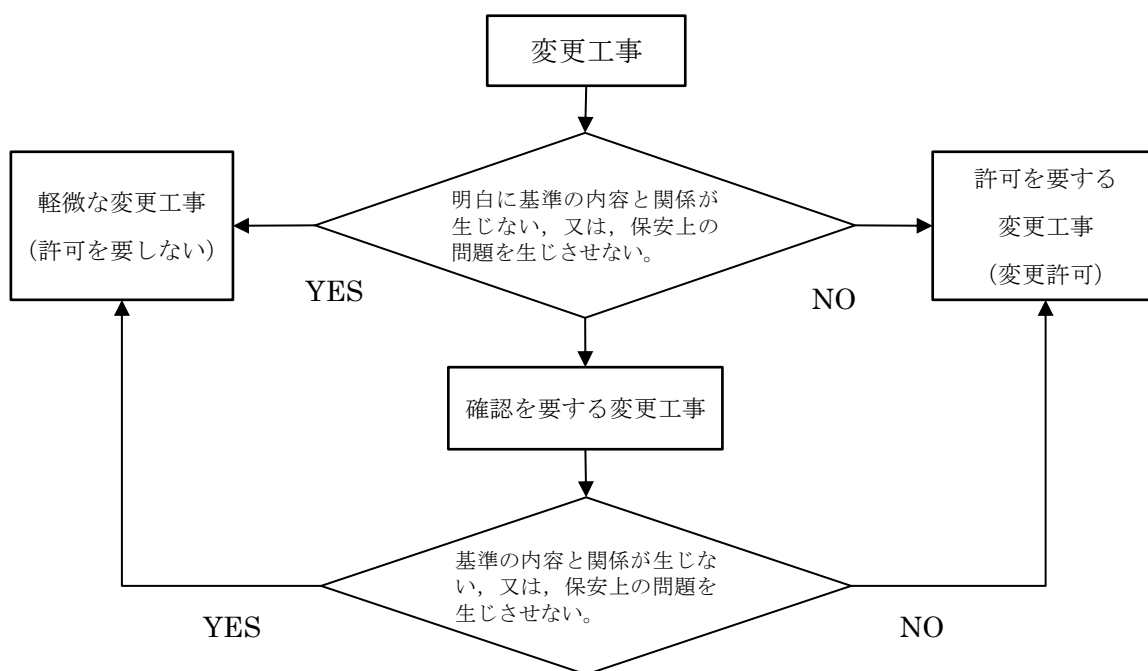 変更工事
軽微な変更工事
（許可を要しない）
明白に基準の内容と関係が
生じない，又は，保安上の
問題を生じさせない。
許可を要する
変更工事
（変更許可）
YES
NO
確認を要する変更工事
基準の内容と関係が生じな
い，又は，保安上の問題を
生じさせない。
YES
NO